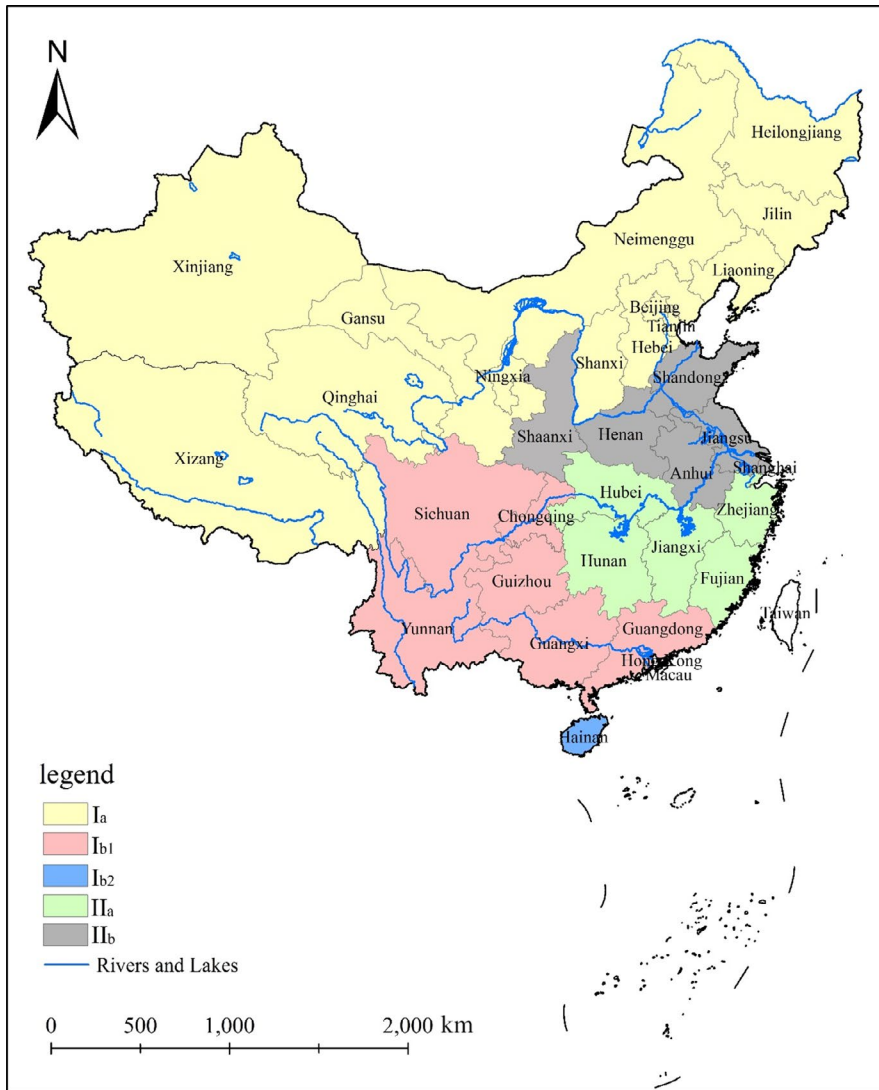 N
Heilongjiang
Jilin
Neimenggu
Liaoning
Xinjiang
Beijing
Tianjin
Gansu
Hebei
Ningxia
Shanxi
Shandong
Qinghai
Shaanxi
Henan
Jiangsu
Xizang
Anhui
Shanghai
Hubei
Sichuan
Chongqing
Zhejiang
Hunan
Jiangxi
Guizhou
Fujian
Taiwan
Yunnan
Guangxi
Guangdong
Hong Kong
Macau
Hainan
legend
Ia
Ib1
Ib2
IIa
IIb
Rivers and Lakes
0 500 1,000 2,000 km